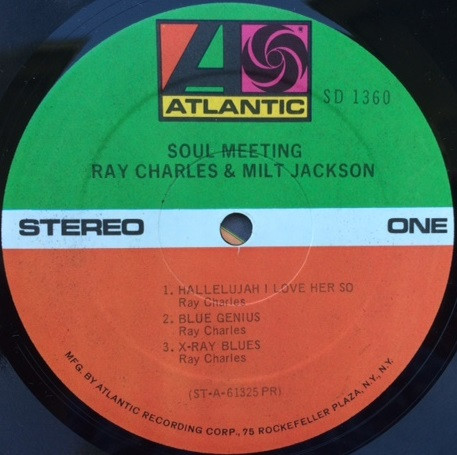 ATLANTIC
SD 1360
SOUL MEETING
RAY CHARLES & MILT JACKSON
STEREO
ONE
1. HALLELUJAH I LOVE HER SO
Ray Charles
2. BLUE GENIUS
Ray Charles
3. X-RAY BLUES
Ray Charles
(ST-A-61325 PR)
MFG. BY ATLANTIC RECORDING CORP., 75 ROCKEFELLER PLAZA, N.Y., N.Y.